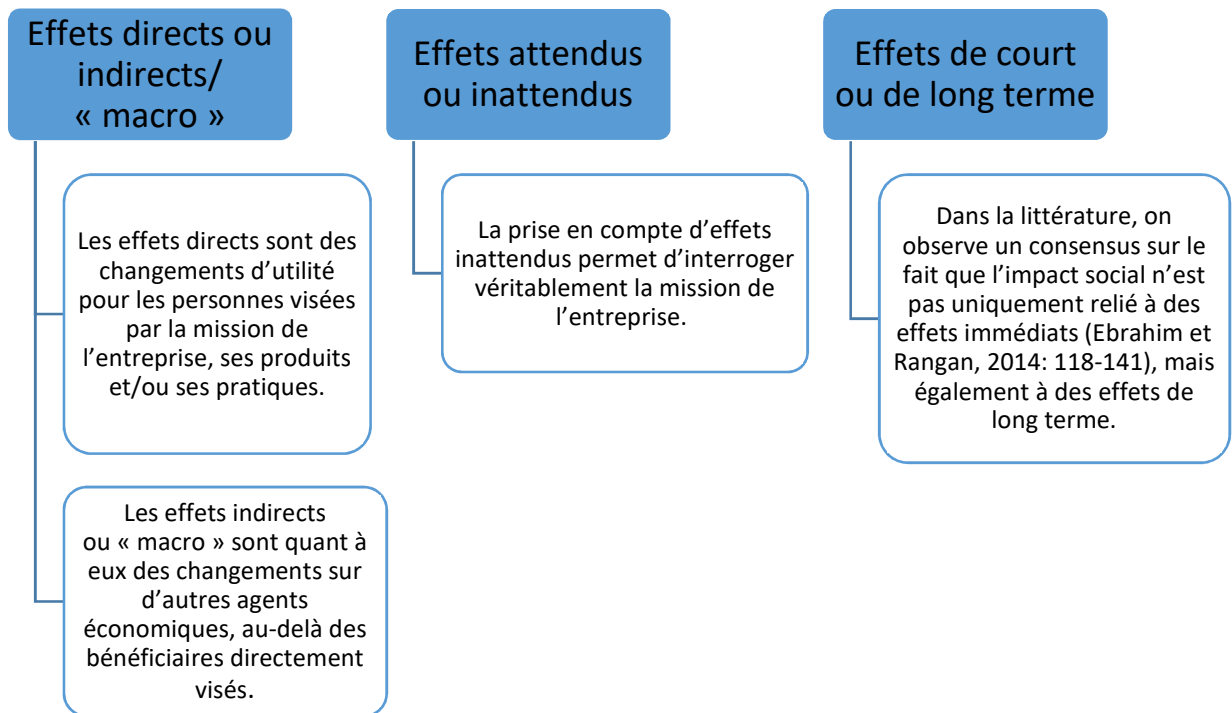 Effets directs ou
indirects/
« macro »
Les effets directs sont des
changements d’utilité
pour les personnes visées
par la mission de
l’entreprise, ses produits
et/ou ses pratiques.
Les effets indirects
ou « macro » sont quant à
eux des changements sur
d’autres agents
économiques, au-delà des
bénéficiaires directement
visés.
Effets attendus
ou inattendus
La prise en compte d’effets
inattendus permet d’interroger
véritablement la mission de
l’entreprise.
Effets de court
ou de long terme
Dans la littérature, on
observe un consensus sur le
fait que l’impact social n’est
pas uniquement relié à des
effets immédiats (Ebrahim et
Rangan, 2014: 118-141), mais
également à des effets de
long terme.